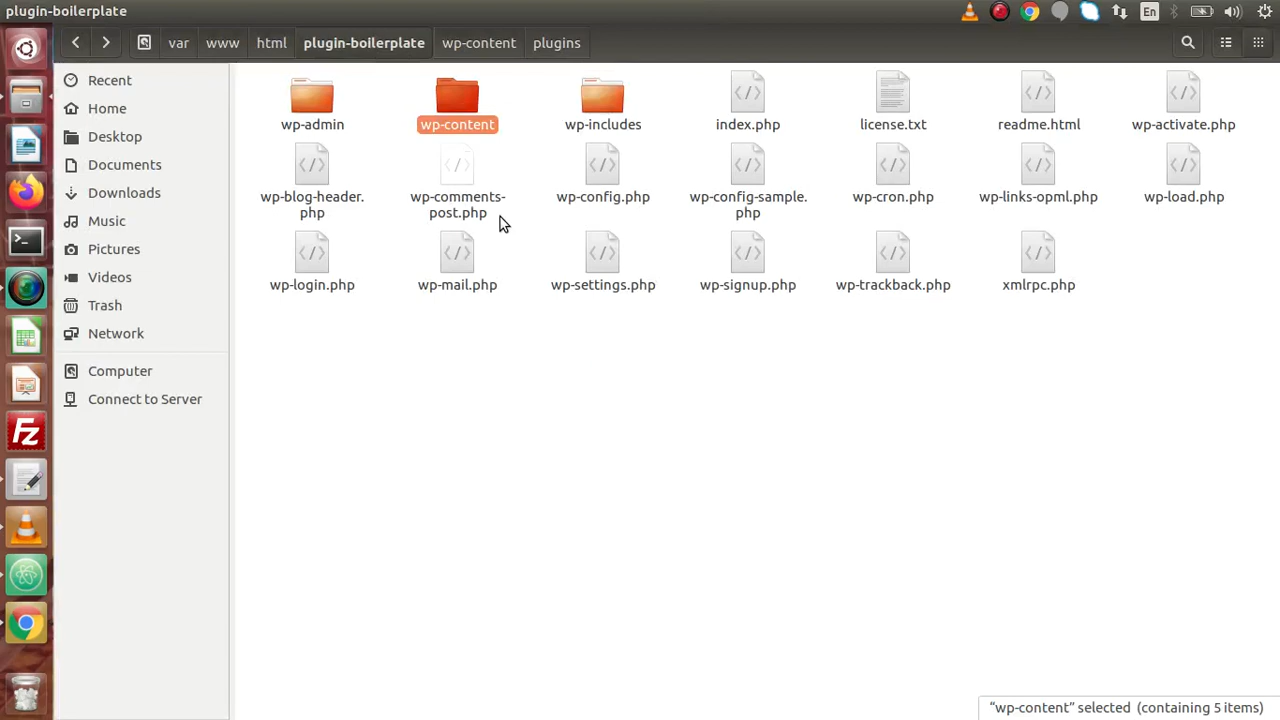 plugin-boilerplate
En
var
www
html
plugin-boilerplate
wp-content
plugins
Recent
Home
Desktop
Documents
Downloads
Music
Pictures
Videos
Trash
Network
Computer
Connect to Server
wp-admin
wp-content
wp-includes
index.php
license.txt
readme.html
wp-activate.php
wp-blog-header.
php
wp-comments-
post.php
wp-config.php
wp-config-sample.
php
wp-cron.php
wp-links-opml.php
wp-load.php
wp-login.php
wp-mail.php
wp-settings.php
wp-signup.php
wp-trackback.php
xmlrpc.php
Fz
“wp-content” selected (containing 5 items)